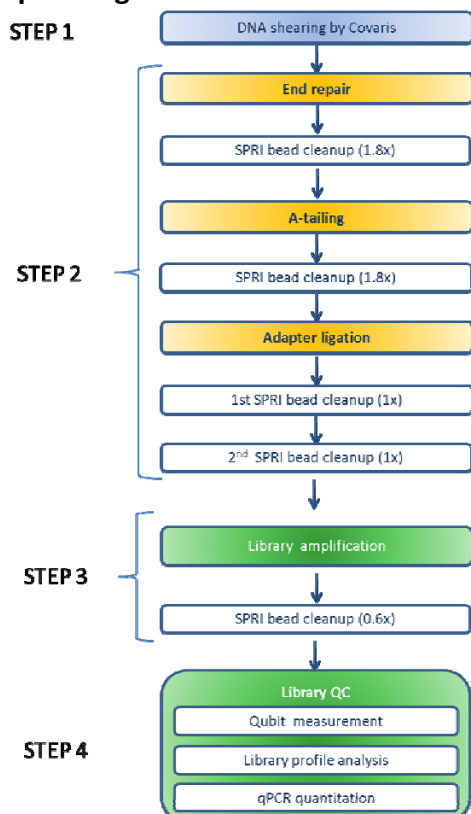 STEP 1
DNA shearing by Covaris
End repair
SPRI bead cleanup (1.8x)
A-tailing
STEP 2
SPRI bead cleanup (1.8x)
Adapter ligation
1st SPRI bead cleanup (1x)
2nd SPRI bead cleanup (1x)
Library amplification
STEP 3
SPRI bead cleanup (0.6x)
Library QC
Qubit measurement
STEP 4
Library profile analysis
qPCR quantitation